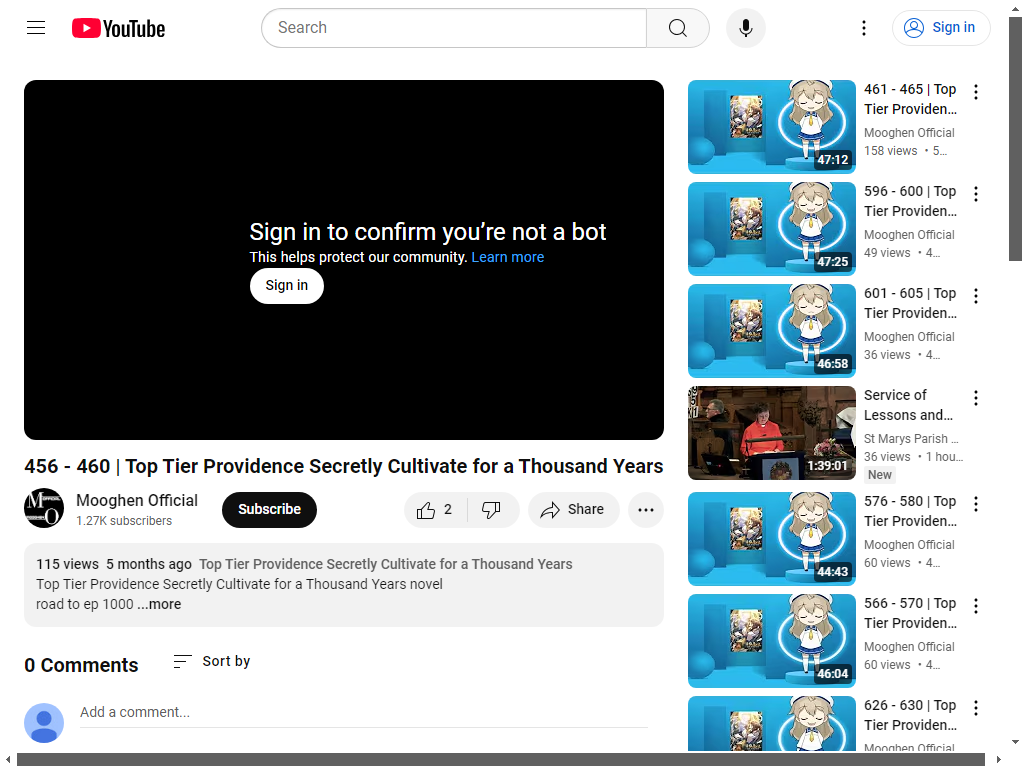 YouTube
Search
Sign in
Sign in to confirm you’re not a bot
This helps protect our community. Learn more
Sign in
456 - 460 | Top Tier Providence Secretly Cultivate for a Thousand Years
Mooghen Official
1.27K subscribers
Subscribe
2
Share
115 views 5 months ago Top Tier Providence Secretly Cultivate for a Thousand Years
Top Tier Providence Secretly Cultivate for a Thousand Years novel
road to ep 1000 ...more
0 Comments
Sort by
Add a comment...
47:12
461 - 465 | Top
Tier Providen...
Mooghen Official
158 views • 5...
47:25
596 - 600 | Top
Tier Providen...
Mooghen Official
49 views • 4...
46:58
601 - 605 | Top
Tier Providen...
Mooghen Official
36 views • 4...
1:39:01
Service of
Lessons and...
St Marys Parish ...
36 views • 1 hou...
New
44:43
576 - 580 | Top
Tier Providen...
Mooghen Official
60 views • 4...
46:04
566 - 570 | Top
Tier Providen...
Mooghen Official
60 views • 4...
626 - 630 | Top
Tier Providen...
Mooghen Official